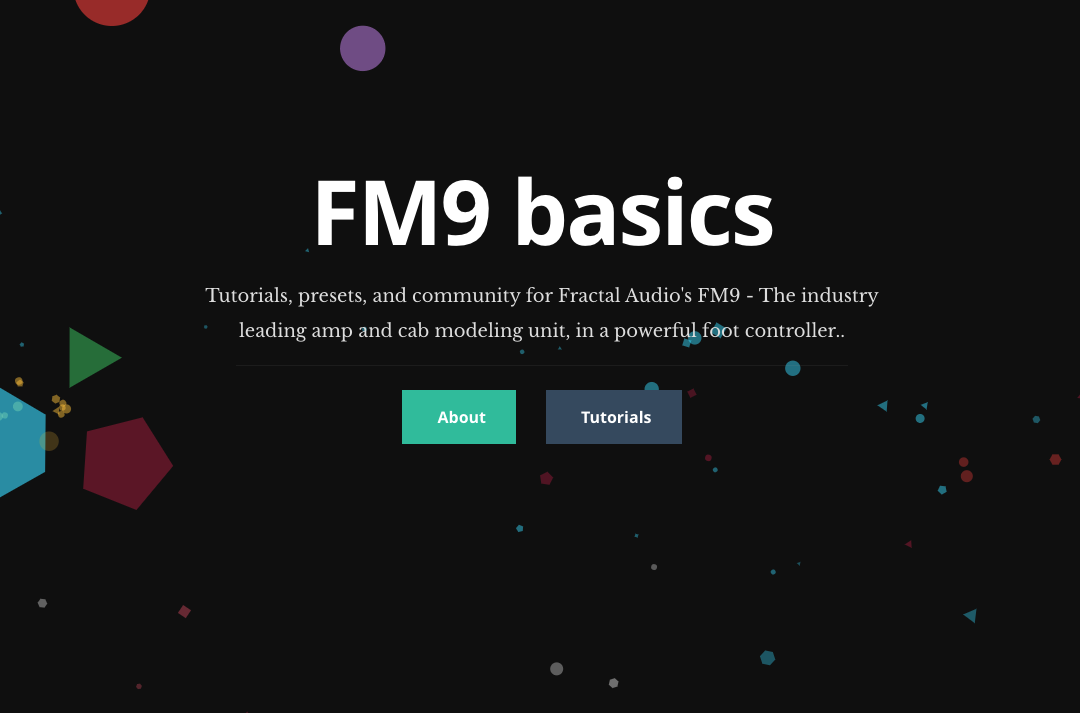 FM9 basics
Tutorials, presets, and community for Fractal Audio's FM9 - The industry
leading amp and cab modeling unit, in a powerful foot controller..
About
Tutorials